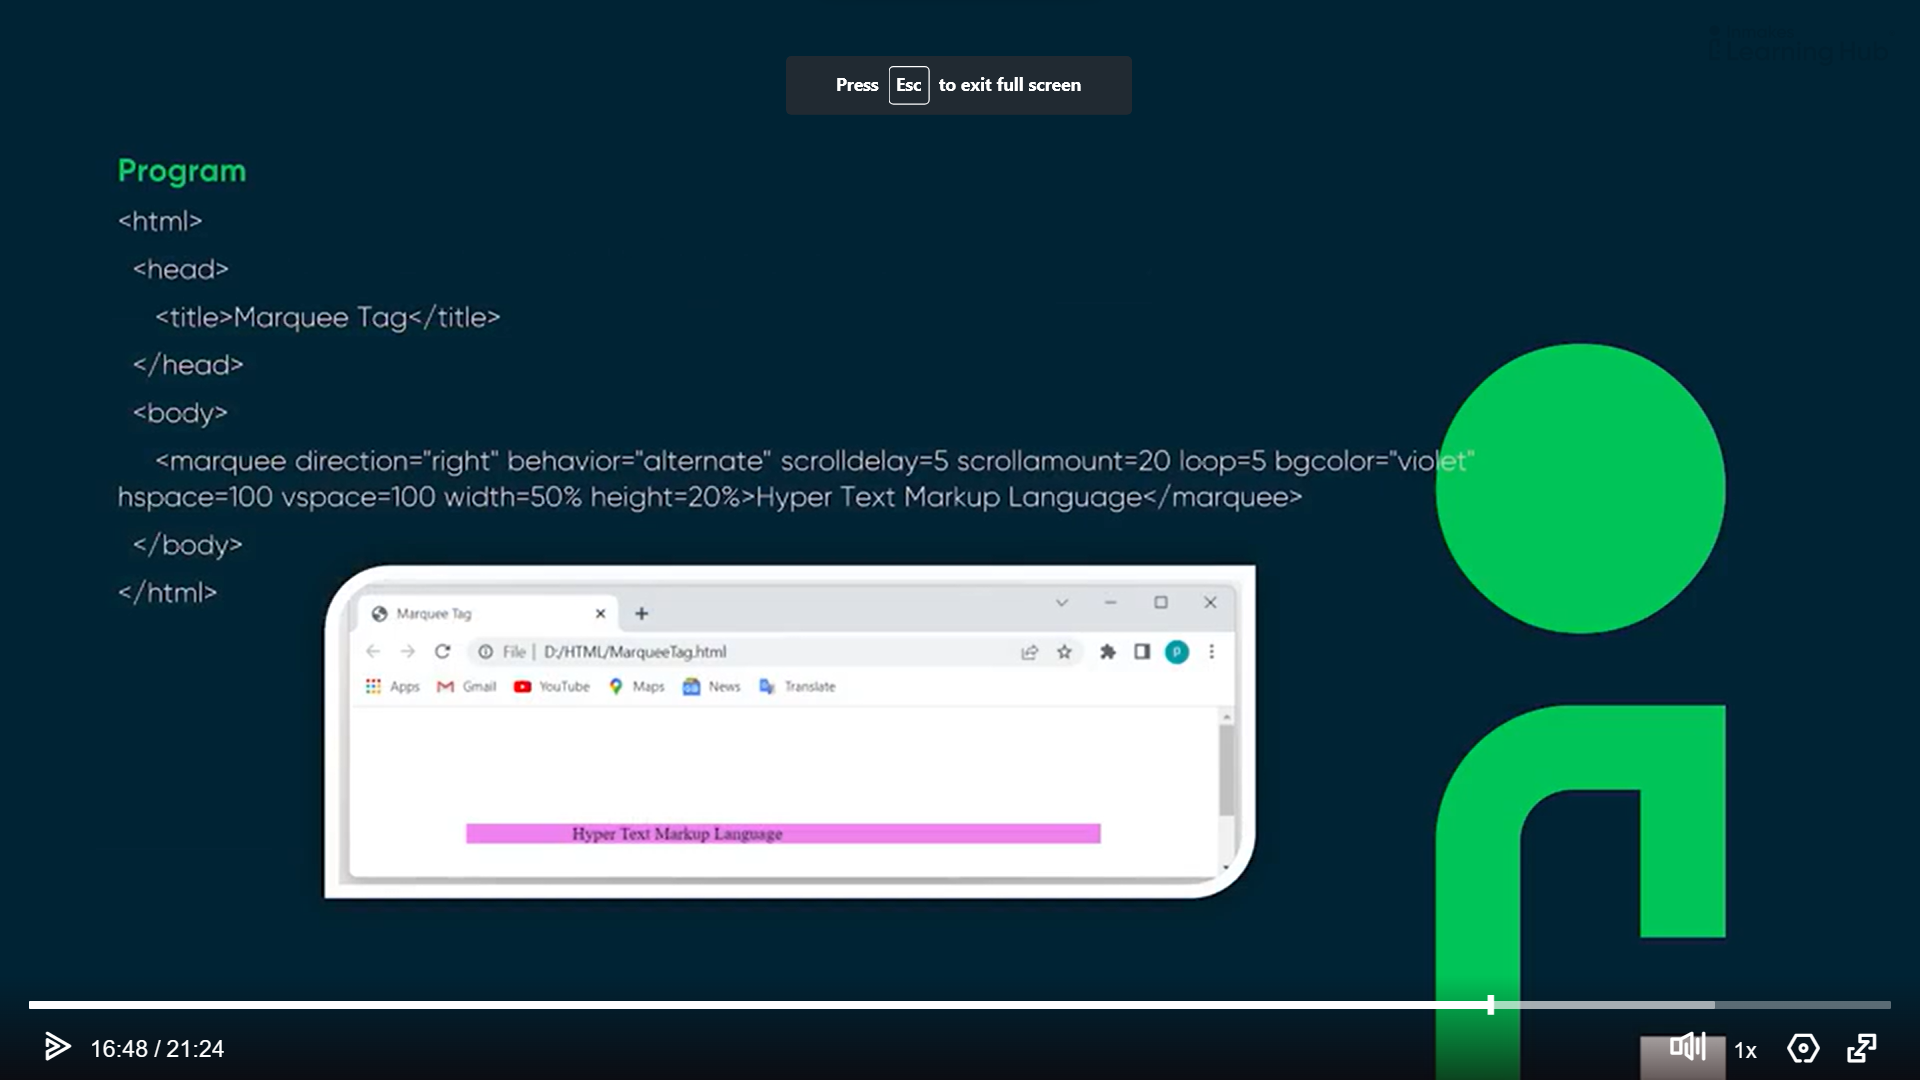 Press Esc to exit full screen
Program
<html>
<head>
<title>Marquee Tag</title>
</head>
<body>
<marquee direction="right" behavior="alternate" scrolldelay=5 scrollamount=20 loop=5 bgcolor="violet"
hspace=100 vspace=100 width=50% height=20%>Hyper Text Markup Language</marquee>
</body>
</html>
Marquee Tag
File | D:/HTML/MarqueeTag.html
P
Apps Gmail YouTube Maps News Translate
Hyper Text Markup Language
16:48 / 21:24
1x